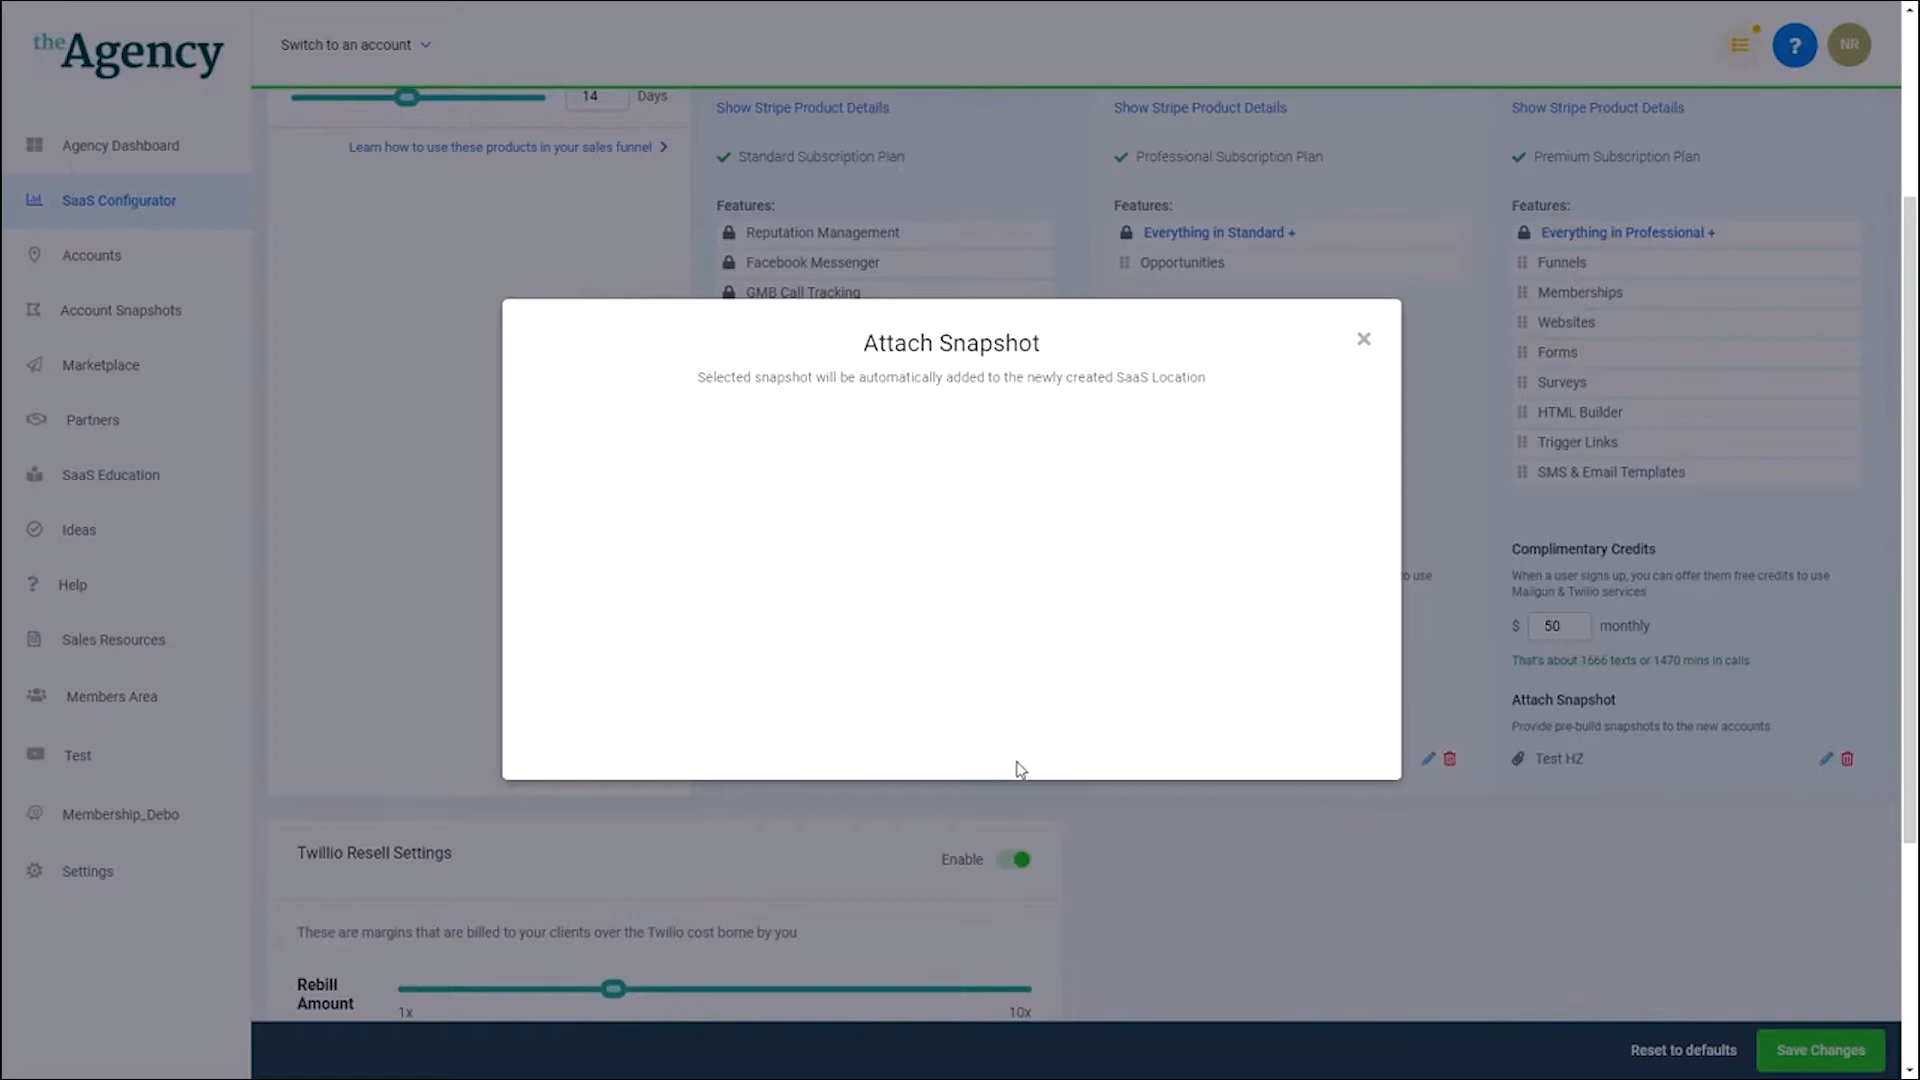 theAgency
Switch to an account
?
NR
Agency Dashboard
SaaS Configurator
Accounts
Account Snapshots
Marketplace
Partners
SaaS Education
Ideas
? Help
Sales Resources
Members Area
Test
Membership_Debo
Settings
14 Days
Learn how to use these products in your sales funnel
Show Stripe Product Details
Standard Subscription Plan
Features:
Reputation Management
Facebook Messenger
GMB Call Tracking
Show Stripe Product Details
Professional Subscription Plan
Features:
Everything in Standard +
Opportunities
Show Stripe Product Details
Premium Subscription Plan
Features:
Everything in Professional +
Funnels
Memberships
Websites
Forms
Surveys
HTML Builder
Trigger Links
SMS & Email Templates
Attach Snapshot
Selected snapshot will be automatically added to the newly created SaaS Location
to use
Complimentary Credits
When a user signs up, you can offer them free credits to use
Mailgun & Twilio services
$ 50 monthly
That's about 1666 texts or 1470 mins in calls
Attach Snapshot
Provide pre-build snapshots to the new accounts
Test HZ
Twillio Resell Settings
Enable
These are margins that are billed to your clients over the Twilio cost borne by you
Rebill
Amount
1x
10x
Reset to defaults
Save Changes